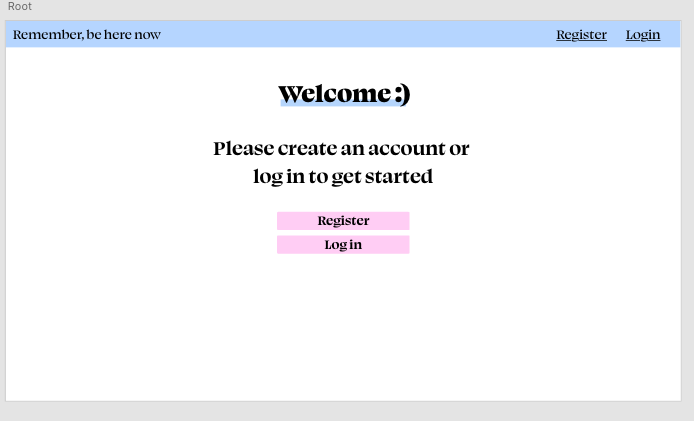 Root
Remember, be here now
Register
Login
Welcome :)
Please create an account or
log in to get started
Register
Log in